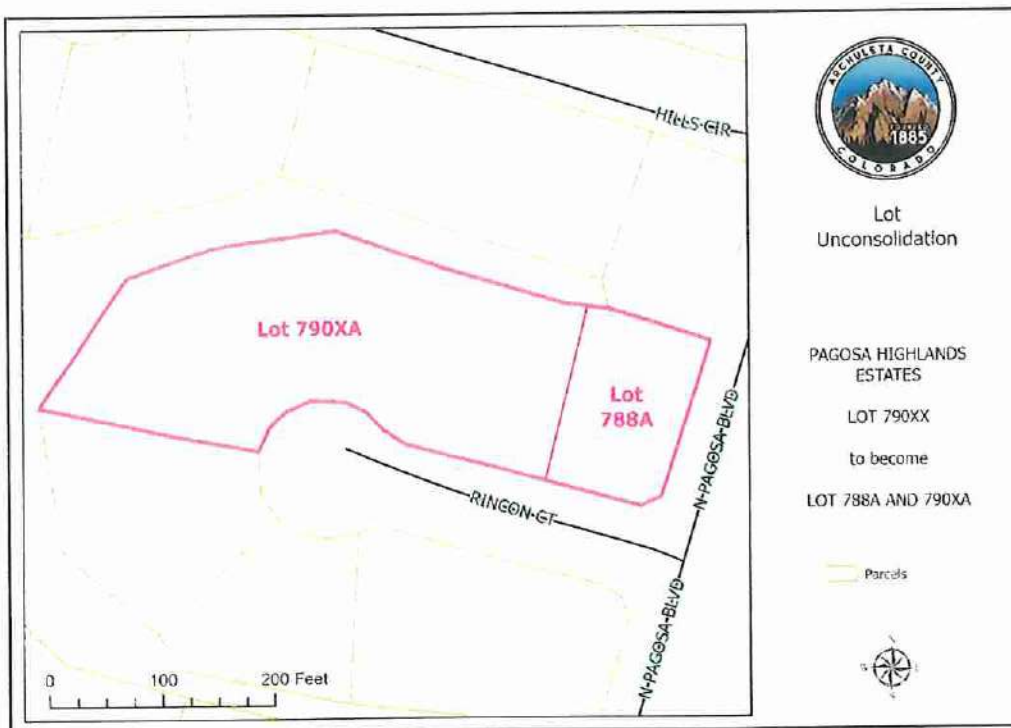 HILLS CIR
Lot 790XA
Lot
788A
N PAGOSA BLVD
RINCON CT
N PAGOSA BLVD
0 100 200 Feet
ARCHULETA COUNTY
1885
COLORADO
Lot
Unconsolidation
PAGOSA HIGHLANDS
ESTATES
LOT 790XX
to become
LOT 788A AND 790XA
Parcels